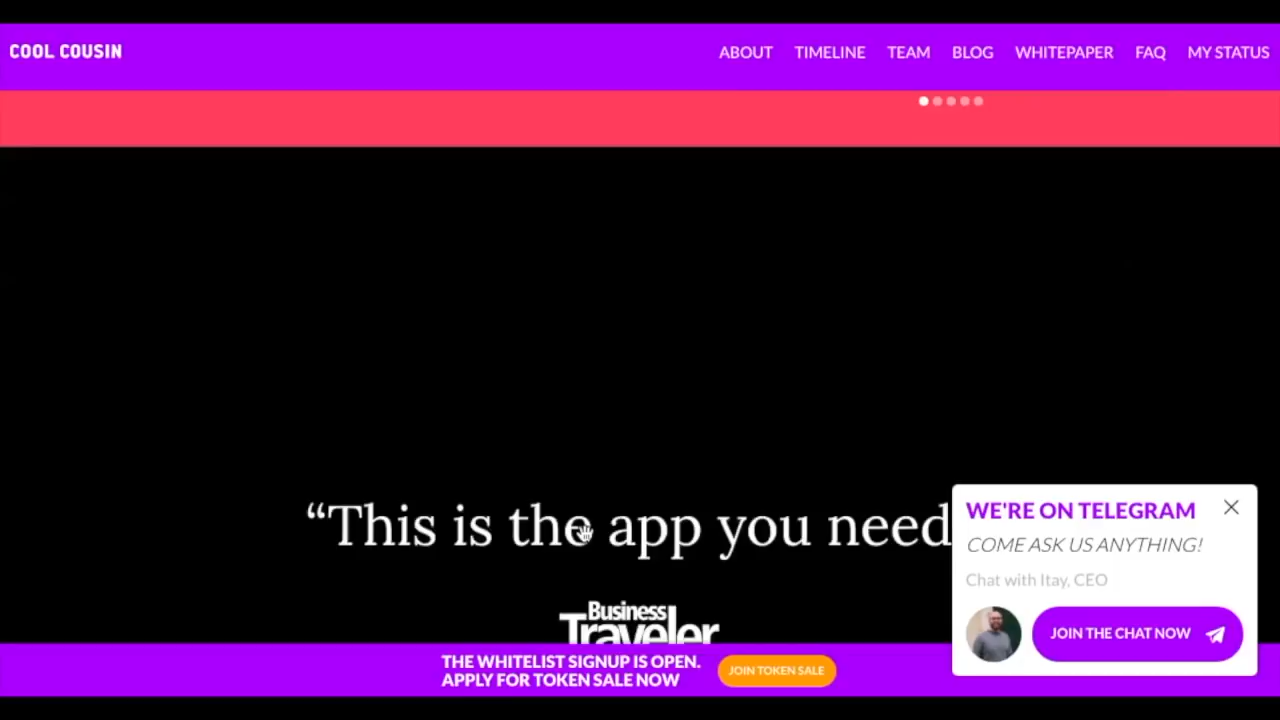 COOL COUSIN
ABOUT TIMELINE TEAM BLOG WHITEPAPER FAQ MY STATUS
“This is the app you need
Business
Traveler
WE'RE ON TELEGRAM
COME ASK US ANYTHING!
Chat with Itay, CEO
JOIN THE CHAT NOW
THE WHITELIST SIGNUP IS OPEN.
APPLY FOR TOKEN SALE NOW
JOIN TOKEN SALE